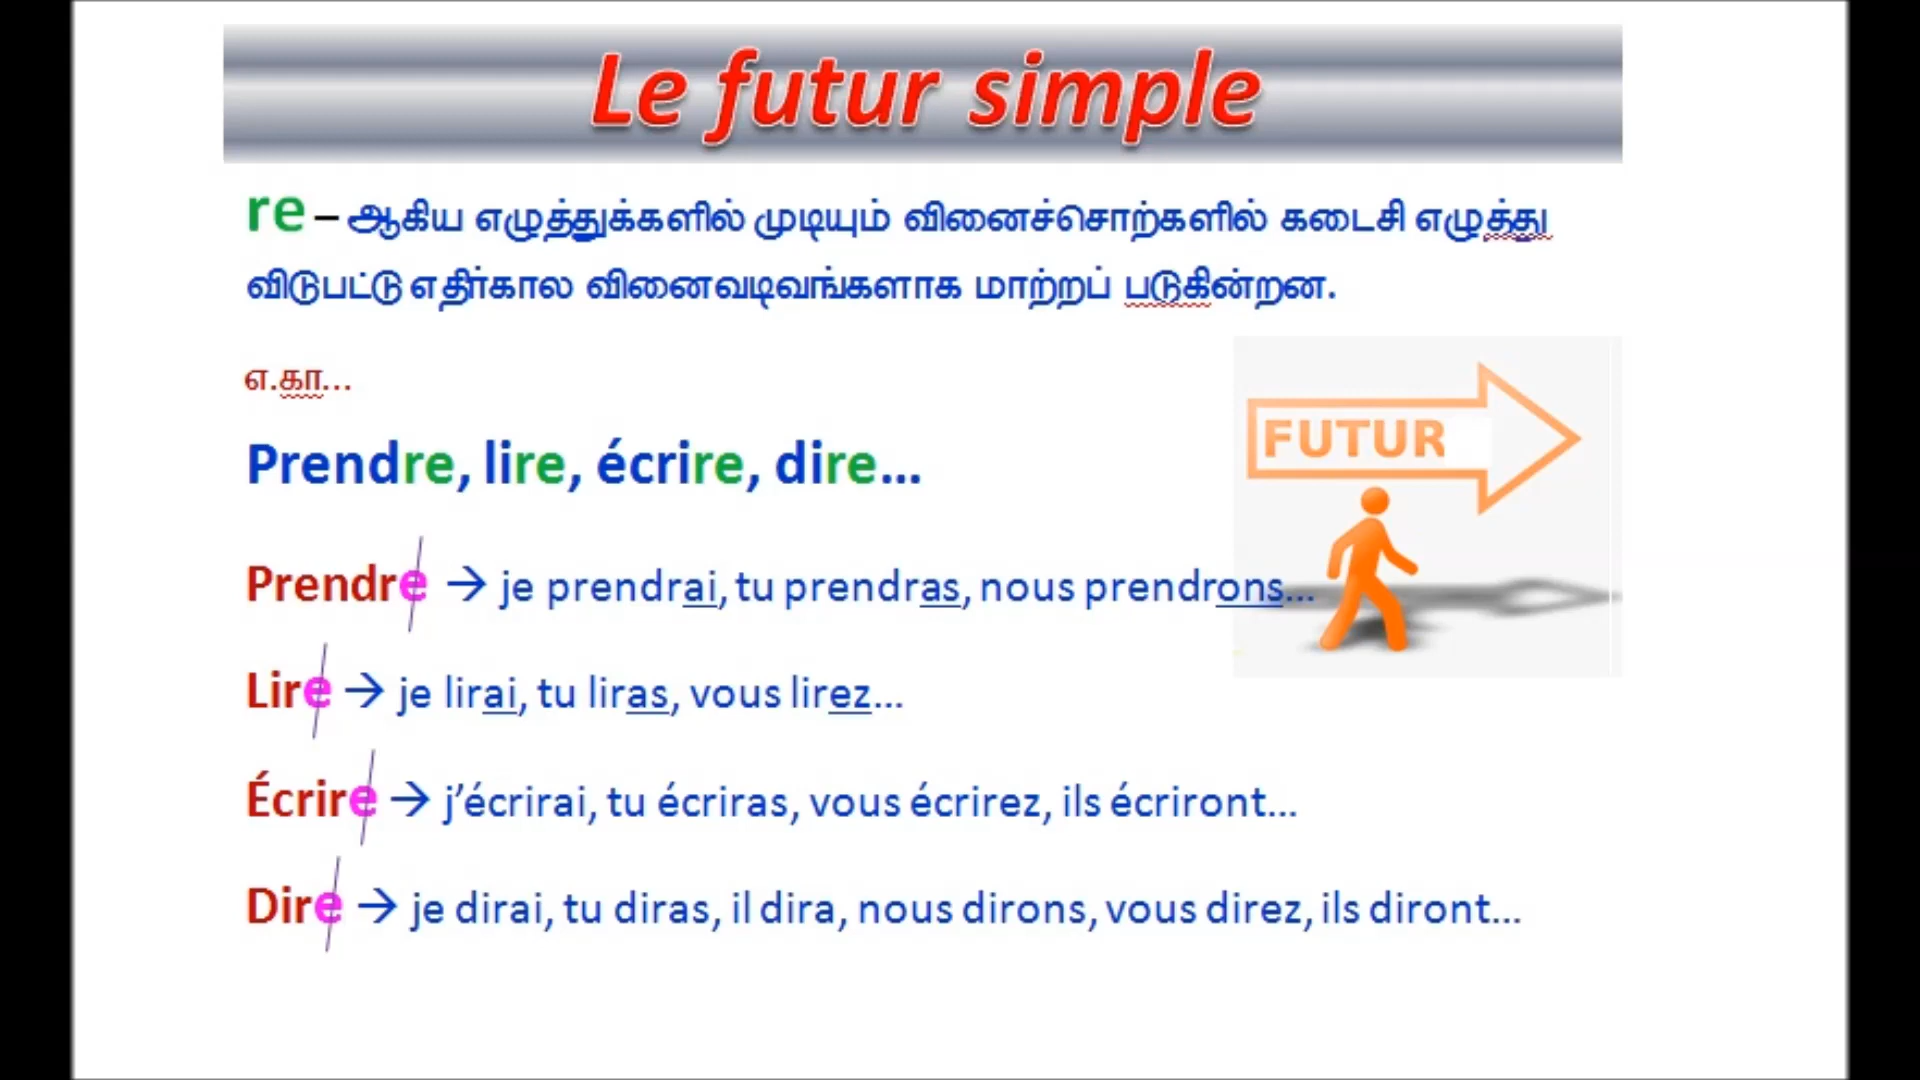 Le futur simple
re – ஆகிய எழுத்துக்களில் முடியும் வினைச்சொற்களில் கடைசி எழுத்து
விடுபட்டு எதிர்கால வினைவடிவங்களாக மாற்றப் படுகின்றன.
எ.கா...
Prendre, lire, écrire, dire...
FUTUR
Prendre → je prendrai, tu prendras, nous prendrons...
Lire → je lirai, tu liras, vous lirez...
Écrire → j’écrirai, tu écriras, vous écrirez, ils écriront...
Dire → je dirai, tu diras, il dira, nous dirons, vous direz, ils diront...